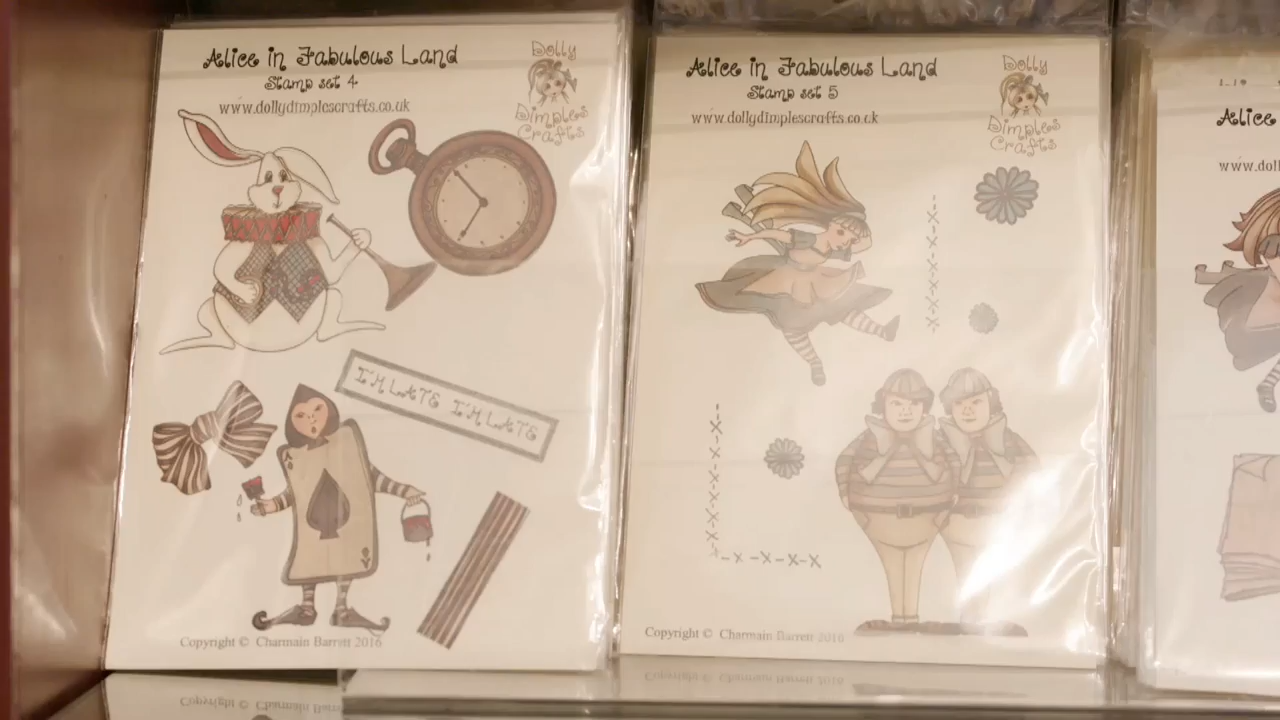 Alice in Fabulous Land
Stamp set 4
www.dollydimplescrafts.co.uk
Dolly
Dimples
Crafts
I'M LATE I'M LATE
A
Copyright © Charmain Barrett 2016
Alice in Fabulous Land
Stamp set 5
www.dollydimplescrafts.co.uk
Dolly
Dimples
Crafts
Copyright © Charmain Barrett 2016
Alice
www.do